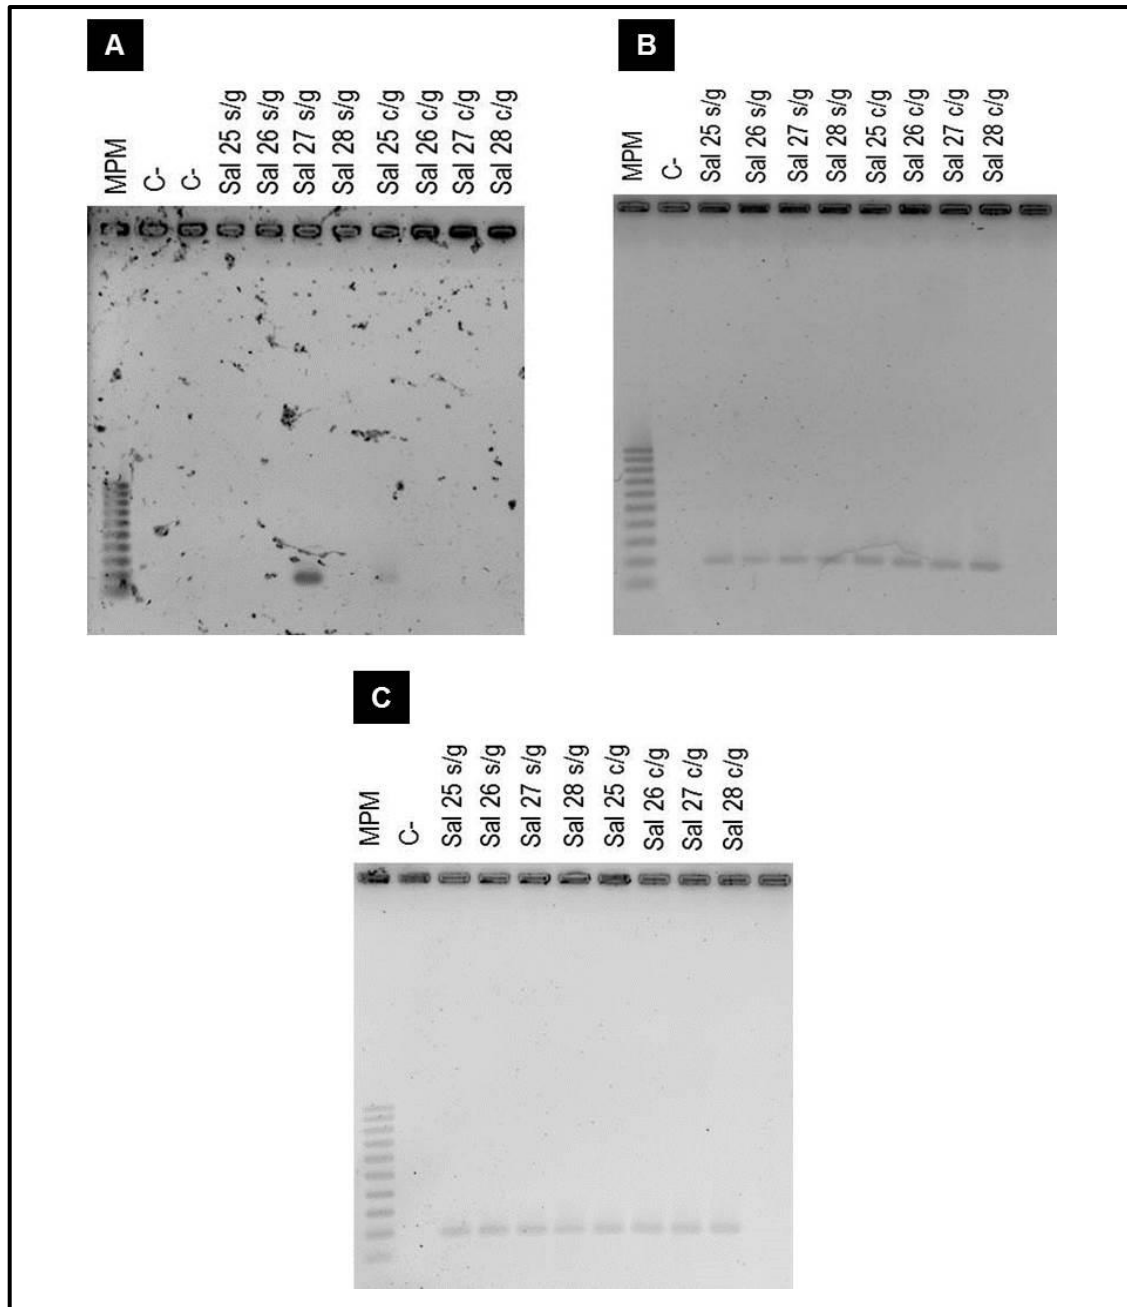 A
MPM
C-
C-
Sal 25 s/g
Sal 26 s/g
Sal 27 s/g
Sal 28 s/g
Sal 25 c/g
Sal 26 c/g
Sal 27 c/g
Sal 28 c/g
B
MPM
C-
Sal 25 s/g
Sal 26 s/g
Sal 27 s/g
Sal 28 s/g
Sal 25 c/g
Sal 26 c/g
Sal 27 c/g
Sal 28 c/g
C
MPM
C-
Sal 25 s/g
Sal 26 s/g
Sal 27 s/g
Sal 28 s/g
Sal 25 c/g
Sal 26 c/g
Sal 27 c/g
Sal 28 c/g